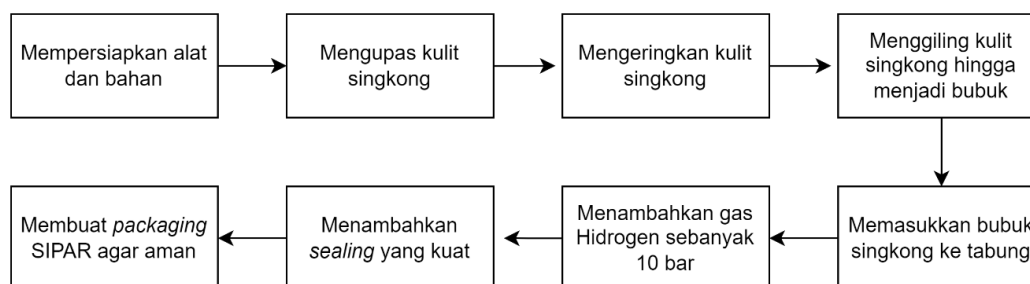 Mempersiapkan alat
dan bahan
Mengupas kulit
singkong
Mengeringkan kulit
singkong
Menggiling kulit
singkong hingga
menjadi bubuk
Memasukkan bubuk
singkong ke tabung
Menambahkan gas
Hidrogen sebanyak
10 bar
Menambahkan
sealing yang kuat
Membuat packaging
SIPAR agar aman